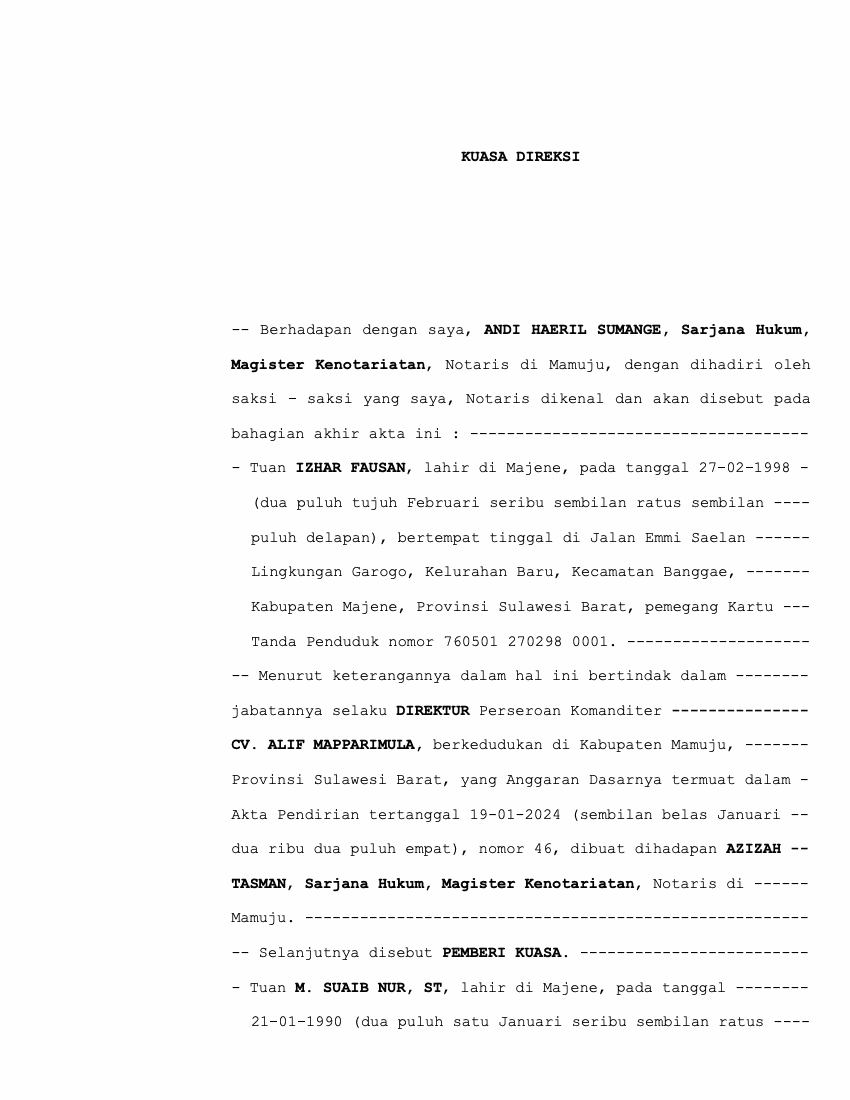 KUASA DIREKSI
-- Berhadapan dengan saya, ANDI HAERIL SUMANGE, Sarjana Hukum,
Magister Kenotariatan, Notaris di Mamuju, dengan dihadiri oleh
saksi – saksi yang saya, Notaris dikenal dan akan disebut pada
bahagian akhir akta ini : -------------------------------------
- Tuan IZHAR FAUSAN, lahir di Majene, pada tanggal 27-02-1998 -
(dua puluh tujuh Februari seribu sembilan ratus sembilan ----
puluh delapan), bertempat tinggal di Jalan Emmi Saelan ------
Lingkungan Garogo, Kelurahan Baru, Kecamatan Banggae, -------
Kabupaten Majene, Provinsi Sulawesi Barat, pemegang Kartu ---
Tanda Penduduk nomor 760501 270298 0001. --------------------
-- Menurut keterangannya dalam hal ini bertindak dalam --------
jabatannya selaku DIREKTUR Perseroan Komanditer ---------------
CV. ALIF MAPPARIMULA, berkedudukan di Kabupaten Mamuju, -------
Provinsi Sulawesi Barat, yang Anggaran Dasarnya termuat dalam -
Akta Pendirian tertanggal 19-01-2024 (sembilan belas Januari --
dua ribu dua puluh empat), nomor 46, dibuat dihadapan AZIZAH --
TASMAN, Sarjana Hukum, Magister Kenotariatan, Notaris di ------
Mamuju. -------------------------------------------------------
-- Selanjutnya disebut PEMBERI KUASA. -------------------------
- Tuan M. SUAIB NUR, ST, lahir di Majene, pada tanggal --------
21-01-1990 (dua puluh satu Januari seribu sembilan ratus ----